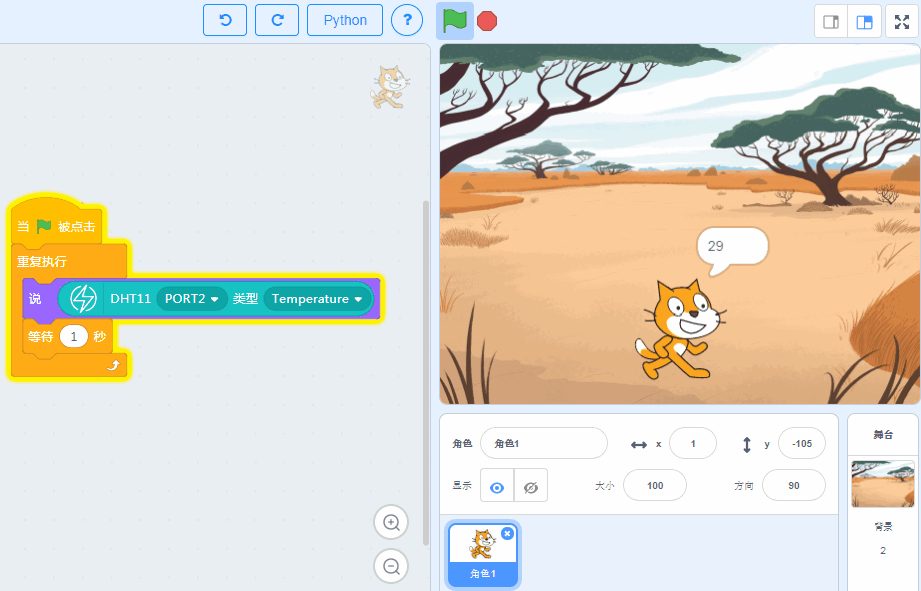 Python
?
当 被点击
重复执行
说 DHT11 PORT2 类型 Temperature
等待 1 秒
29
角色 角色1 x 1 y -105
显示 大小 100 方向 90
角色1
舞台
背景
2